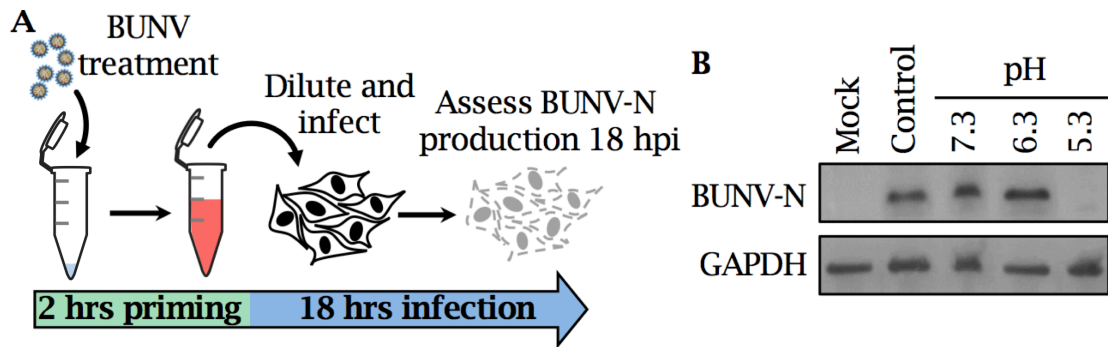 A
BUNV
treatment
Dilute and
infect
Assess BUNV-N
production 18 hpi
2 hrs priming
18 hrs infection
B
pH
Mock
Control
7.3
6.3
5.3
BUNV-N
GAPDH